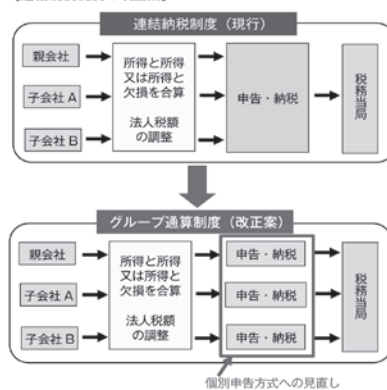 連結納税制度（現行）
親会社
子会社 A
子会社 B
所得と所得
又は所得と
欠損を合算
法人税額
の調整
申告・納税
税務当局
グループ通算制度（改正案）
親会社
子会社 A
子会社 B
所得と所得
又は所得と
欠損を合算
法人税額
の調整
申告・納税
申告・納税
申告・納税
税務当局
個別申告方式への見直し